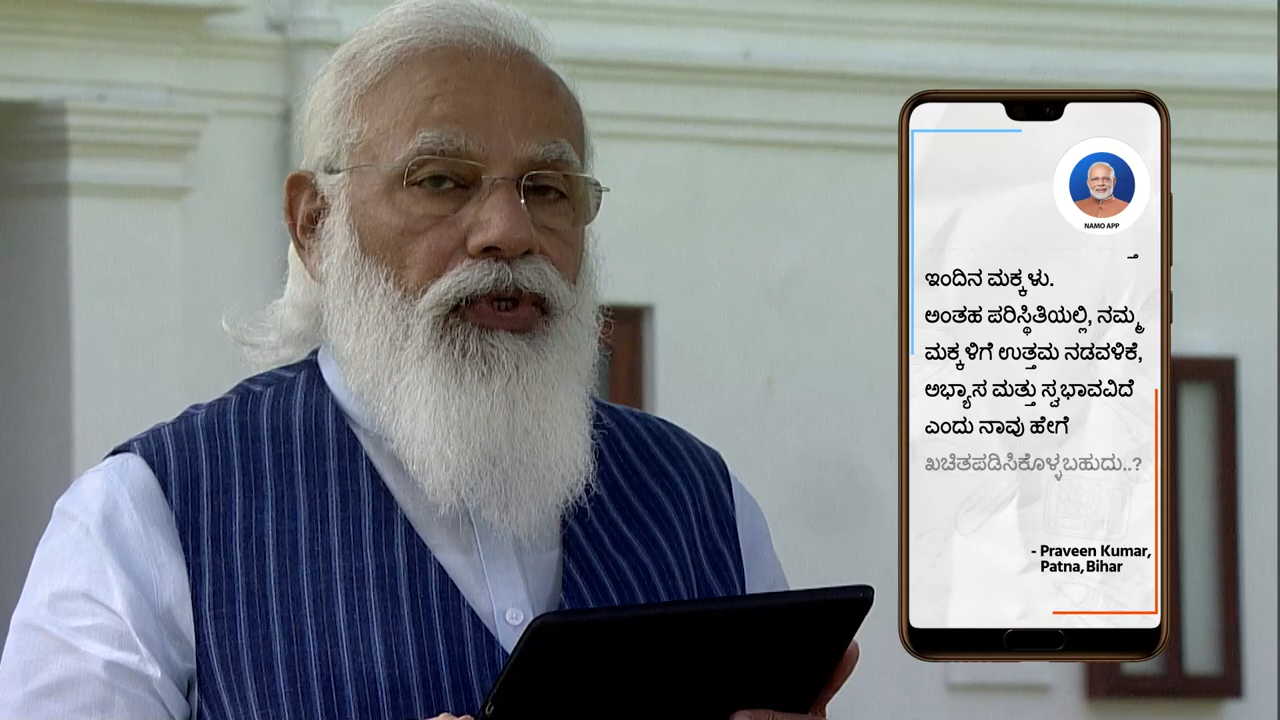 NAMO APP
ಇಂದಿನ ಮಕ್ಕಳು.
ಅಂತಹ ಪರಿಸ್ಥಿತಿಯಲ್ಲಿ, ನಮ್ಮ
ಮಕ್ಕಳಿಗೆ ಉತ್ತಮ ನಡವಳಿಕೆ,
ಅಭ್ಯಾಸ ಮತ್ತು ಸ್ವಭಾವವಿದೆ
ಎಂದು ನಾವು ಹೇಗೆ
ಖಚಿತಪಡಿಸಿಕೊಳ್ಳಬಹುದು..?
- Praveen Kumar,
Patna, Bihar